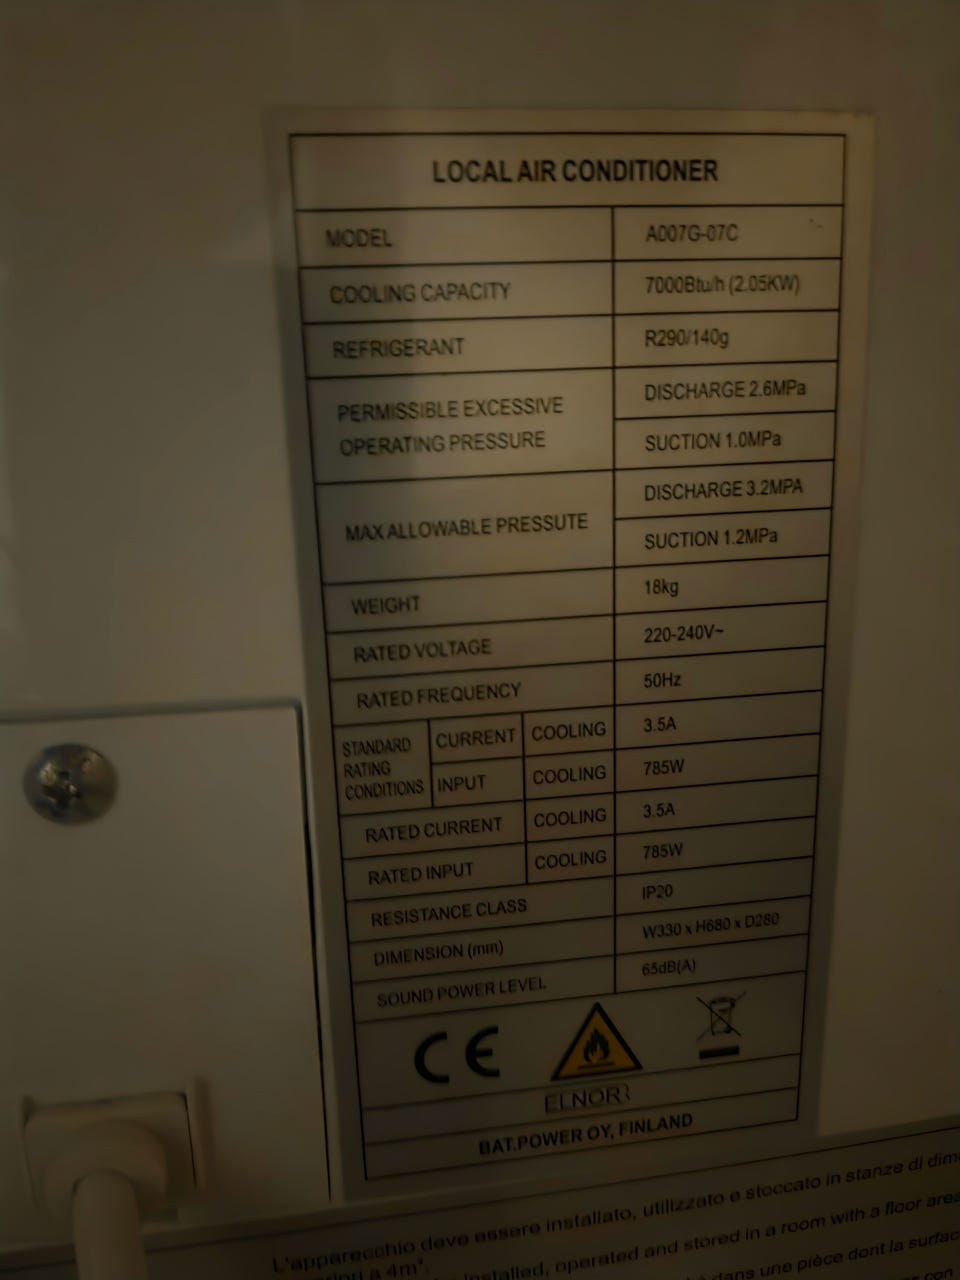 LOCAL AIR CONDITIONER
MODEL A007G-07C
COOLING CAPACITY 7000Btu/h (2.05KW)
REFRIGERANT R290/140g
PERMISSIBLE EXCESSIVE
OPERATING PRESSURE
DISCHARGE 2.6MPa
SUCTION 1.0MPa
MAX ALLOWABLE PRESSUTE
DISCHARGE 3.2MPA
SUCTION 1.2MPa
WEIGHT 18kg
RATED VOLTAGE 220-240V~
RATED FREQUENCY 50Hz
STANDARD
RATING
CONDITIONS
CURRENT COOLING 3.5A
INPUT COOLING 785W
RATED CURRENT COOLING 3.5A
RATED INPUT COOLING 785W
RESISTANCE CLASS IP20
DIMENSION (mm) W330 x H680 x D280
SOUND POWER LEVEL 65dB(A)
CE
ELNOR
BAT.POWER OY, FINLAND
L'apparecchio deve essere installato, utilizzato e stoccato in stanze di
a 4m².
installed, operated and stored in a room with a floor area
dans une pièce dont la
con